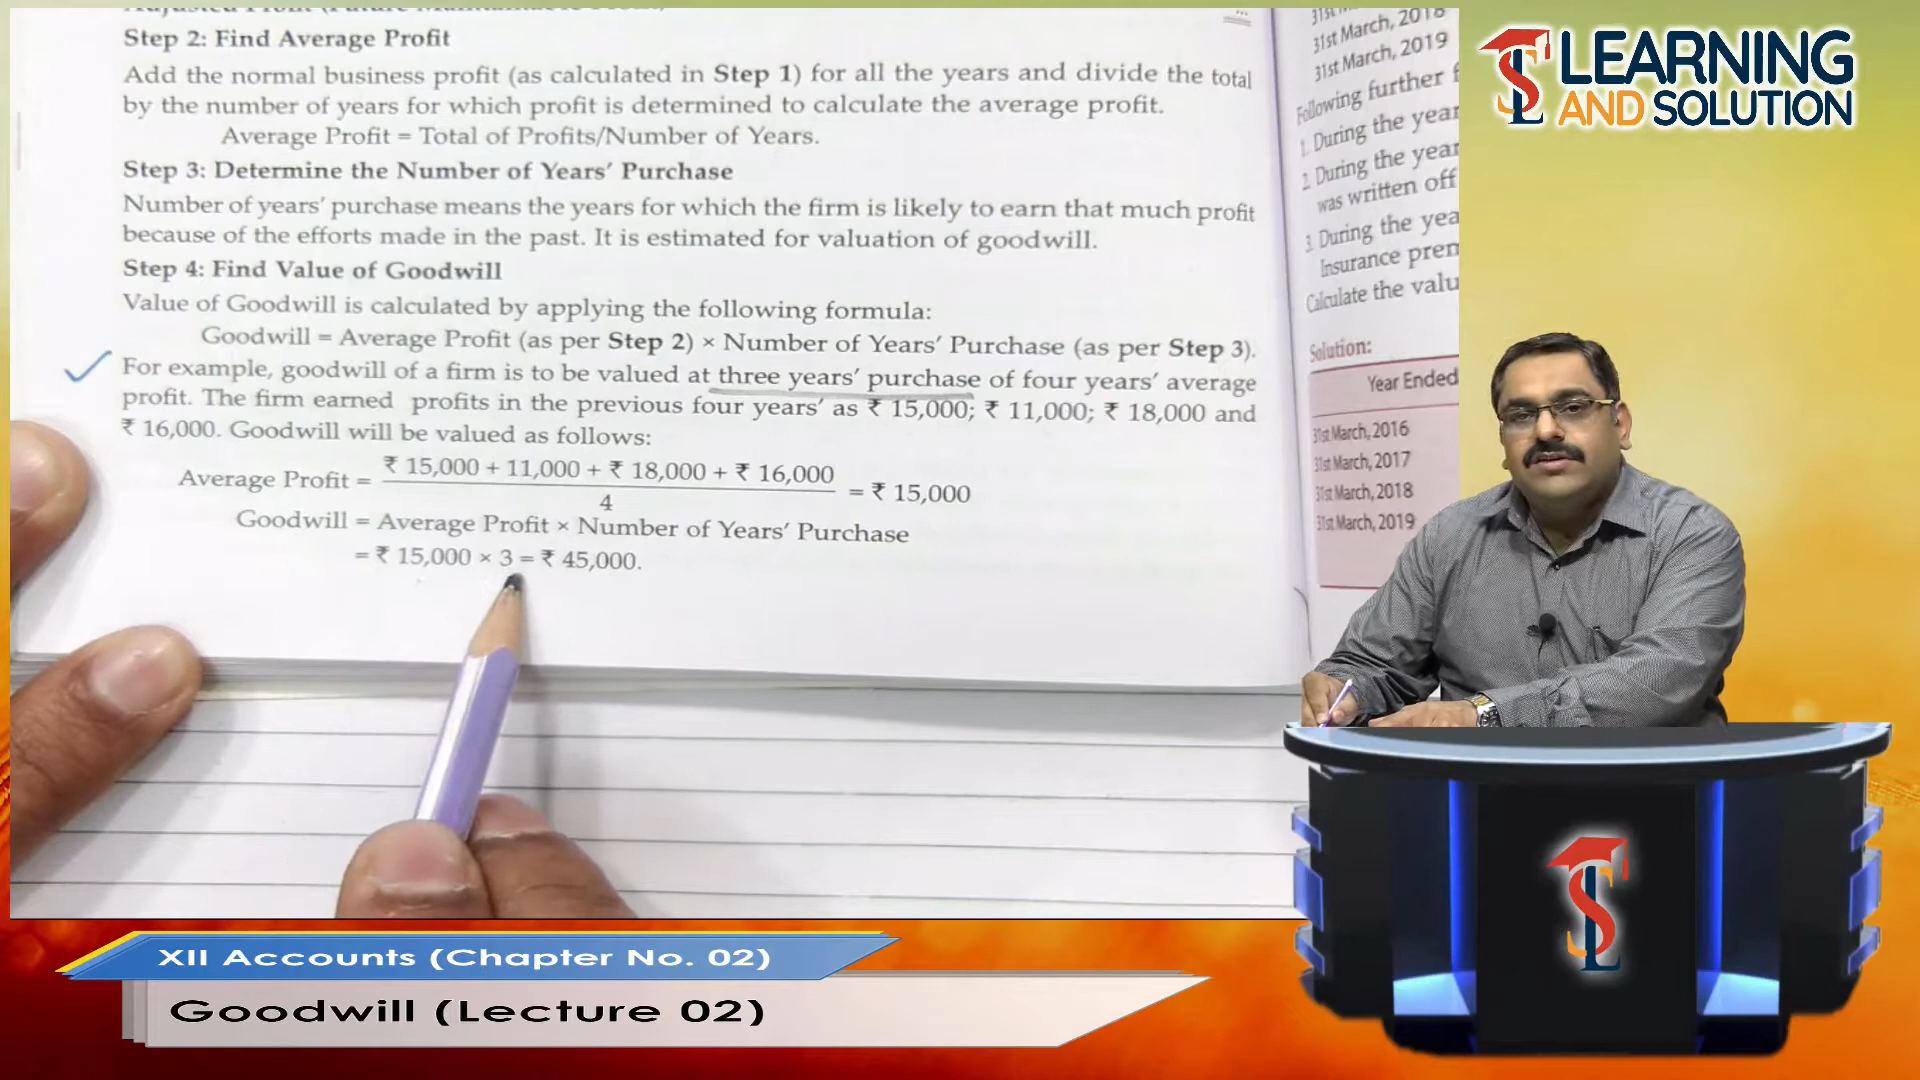 Step 2: Find Average Profit
Add the normal business profit (as calculated in Step 1) for all the years and divide the total
by the number of years for which profit is determined to calculate the average profit.
Average Profit = Total of Profits/Number of Years.
Step 3: Determine the Number of Years' Purchase
Number of years' purchase means the years for which the firm is likely to earn that much profit
because of the efforts made in the past. It is estimated for valuation of goodwill.
Step 4: Find Value of Goodwill
Value of Goodwill is calculated by applying the following formula:
Goodwill = Average Profit (as per Step 2) × Number of Years' Purchase (as per Step 3).
For example, goodwill of a firm is to be valued at three years' purchase of four years' average
profit. The firm earned profits in the previous four years' as ₹ 15,000; ₹ 11,000; ₹ 18,000 and
₹ 16,000. Goodwill will be valued as follows:
Average Profit = ₹ 15,000 + 11,000 + ₹ 18,000 + ₹ 16,000 = ₹ 15,000
4
Goodwill = Average Profit × Number of Years' Purchase
= ₹ 15,000 × 3 = ₹ 45,000.
31st March, 2018
31st March, 2019
Following further
1. During the year
2. During the year
was written off
3. During the yea
Insurance prem
Calculate the valu
Solution:
Year Ended
31st March, 2016
31st March, 2017
31st March, 2018
31st March, 2019
SL LEARNING
AND SOLUTION
SL
XII Accounts (Chapter No. 02)
Goodwill (Lecture 02)